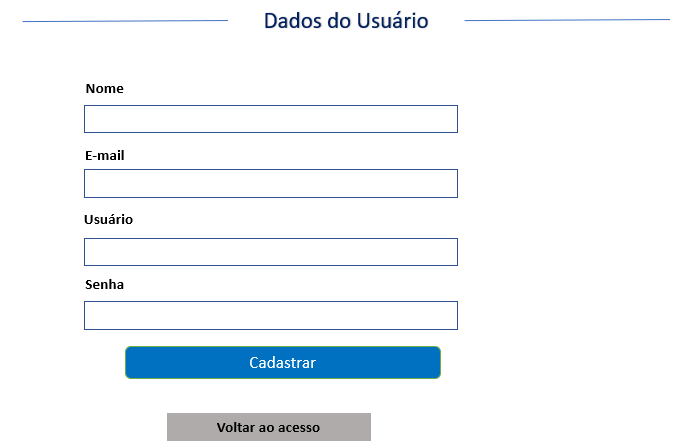 Dados do Usuário
Nome
E-mail
Usuário
Senha
Cadastrar
Voltar ao acesso